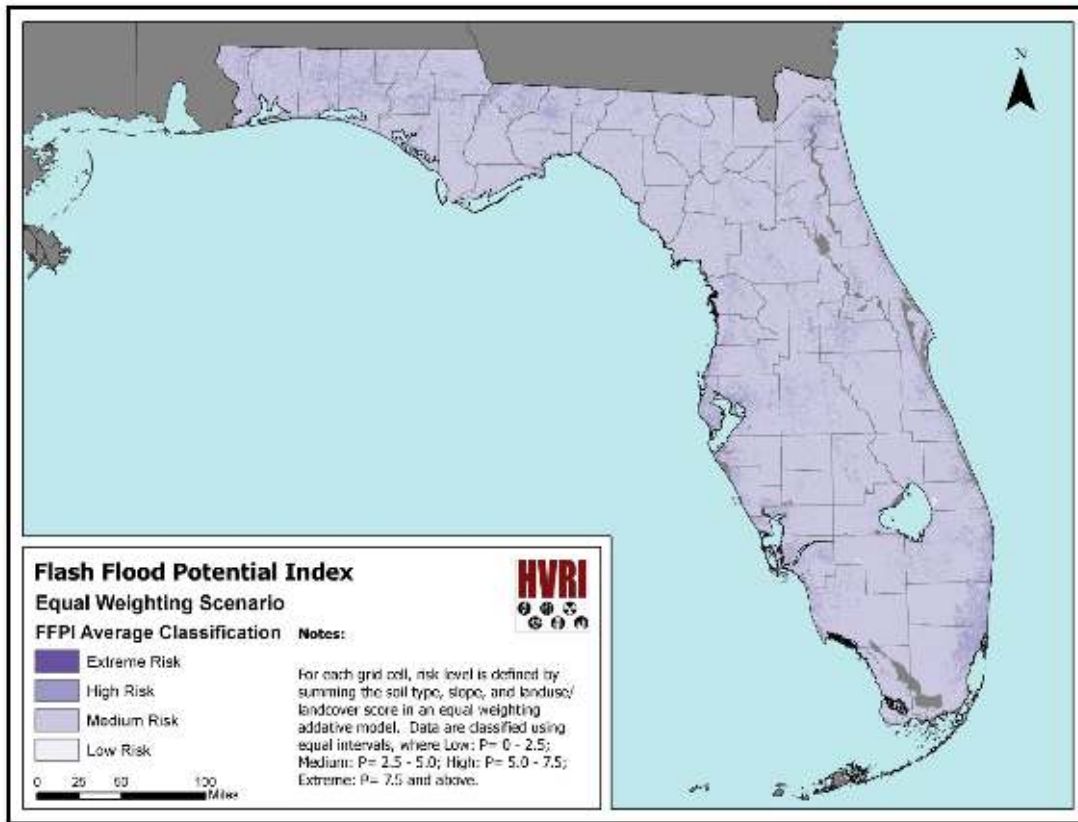 N
Flash Flood Potential Index
Equal Weighting Scenario
FFPI Average Classification
Extreme Risk
High Risk
Medium Risk
Low Risk
0 25 50 100
Miles
HVRI
Notes:
For each grid cell, risk level is defined by
summing the soil type, slope, and landuse/
landcover score in an equal weighting
addative model. Data are classified using
equal intervals, where Low: P= 0 - 2.5;
Medium: P= 2.5 - 5.0; High: P= 5.0 - 7.5;
Extreme: P= 7.5 and above.